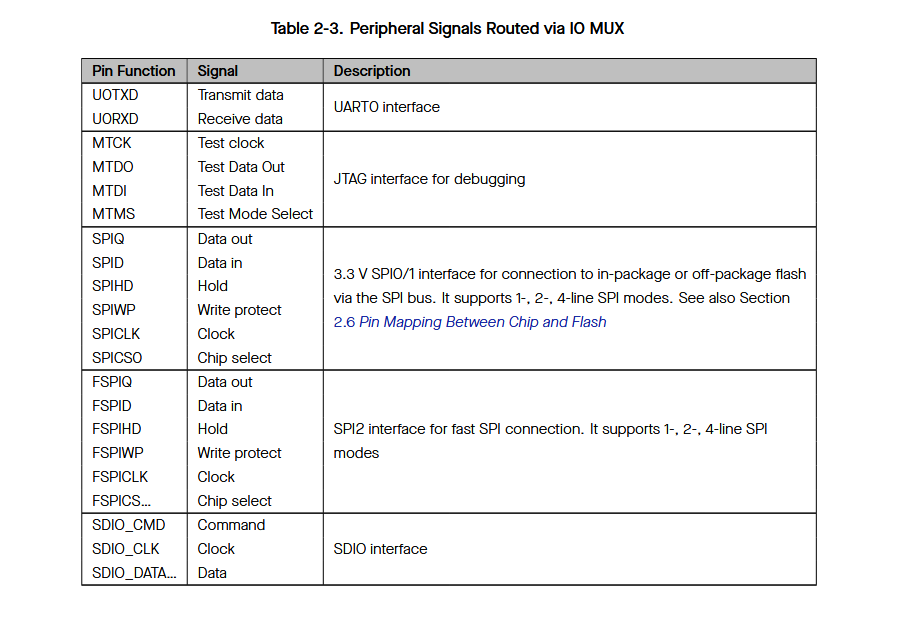 Table 2-3. Peripheral Signals Routed via IO MUX
Pin Function Signal Description
U0TXD Transmit data
U0RXD Receive data
UART0 interface
MTCK Test clock
MTDO Test Data Out
MTDI Test Data In
MTMS Test Mode Select
JTAG interface for debugging
SPIQ Data out
SPID Data in
SPIHD Hold
SPIWP Write protect
SPICLK Clock
SPICS0 Chip select
3.3 V SPI0/1 interface for connection to in-package or off-package flash
via the SPI bus. It supports 1-, 2-, 4-line SPI modes. See also Section
2.6 Pin Mapping Between Chip and Flash
FSPIQ Data out
FSPID Data in
FSPIHD Hold
FSPIWP Write protect
FSPICLK Clock
FSPICS... Chip select
SPI2 interface for fast SPI connection. It supports 1-, 2-, 4-line SPI
modes
SDIO_CMD Command
SDIO_CLK Clock
SDIO_DATA... Data
SDIO interface